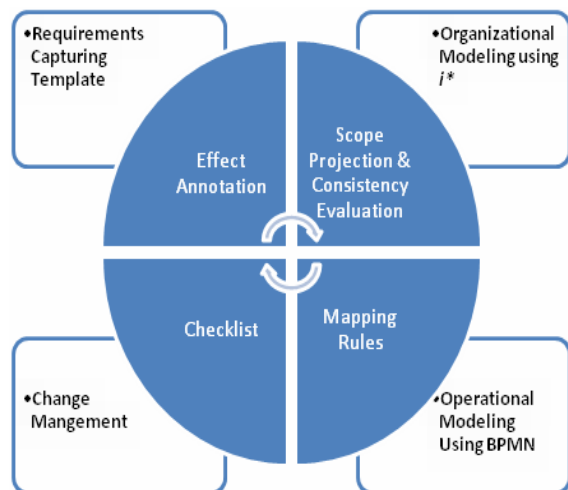 •Requirements
Capturing
Template
•Organizational
Modeling using
i*
Effect
Annotation
Scope
Projection &
Consistency
Evaluation
Checklist
Mapping
Rules
•Change
Mangement
•Operational
Modeling
Using BPMN